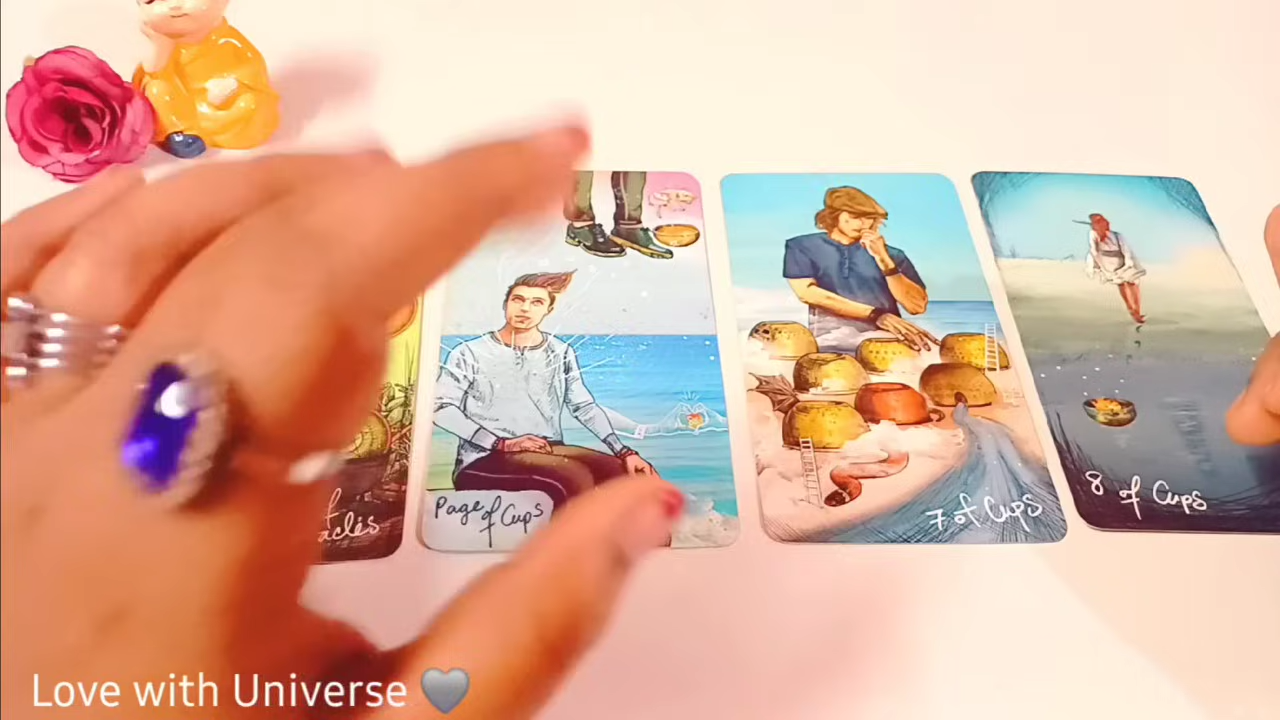 Page of Cups
7 of Cups
8 of Cups
Love with Universe 🩶